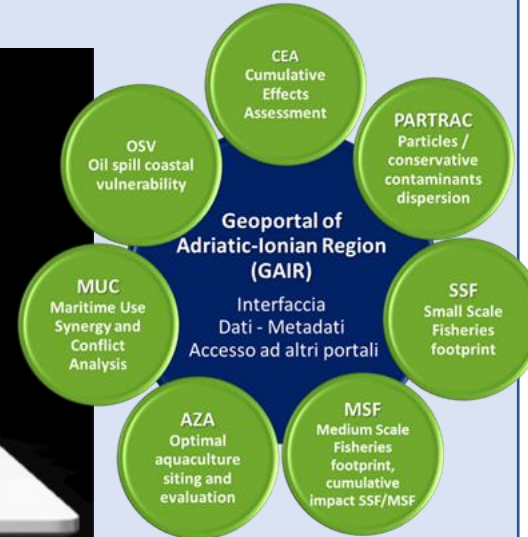 CEA
Cumulative
Effects
Assessment
PARTRAC
Particles /
conservative
contaminants
dispersion
OSV
Oil spill coastal
vulnerability
Geoportal of
Adriatic-Ionian Region
(GAIR)
Interfaccia
Dati - Metadati
Accesso ad altri portali
SSF
Small Scale
Fisheries
footprint
MUC
Maritime Use
Synergy and
Conflict
Analysis
MSF
Medium Scale
Fisheries
footprint,
cumulative
impact SSF/MSF
AZA
Optimal
aquaculture
siting and
evaluation